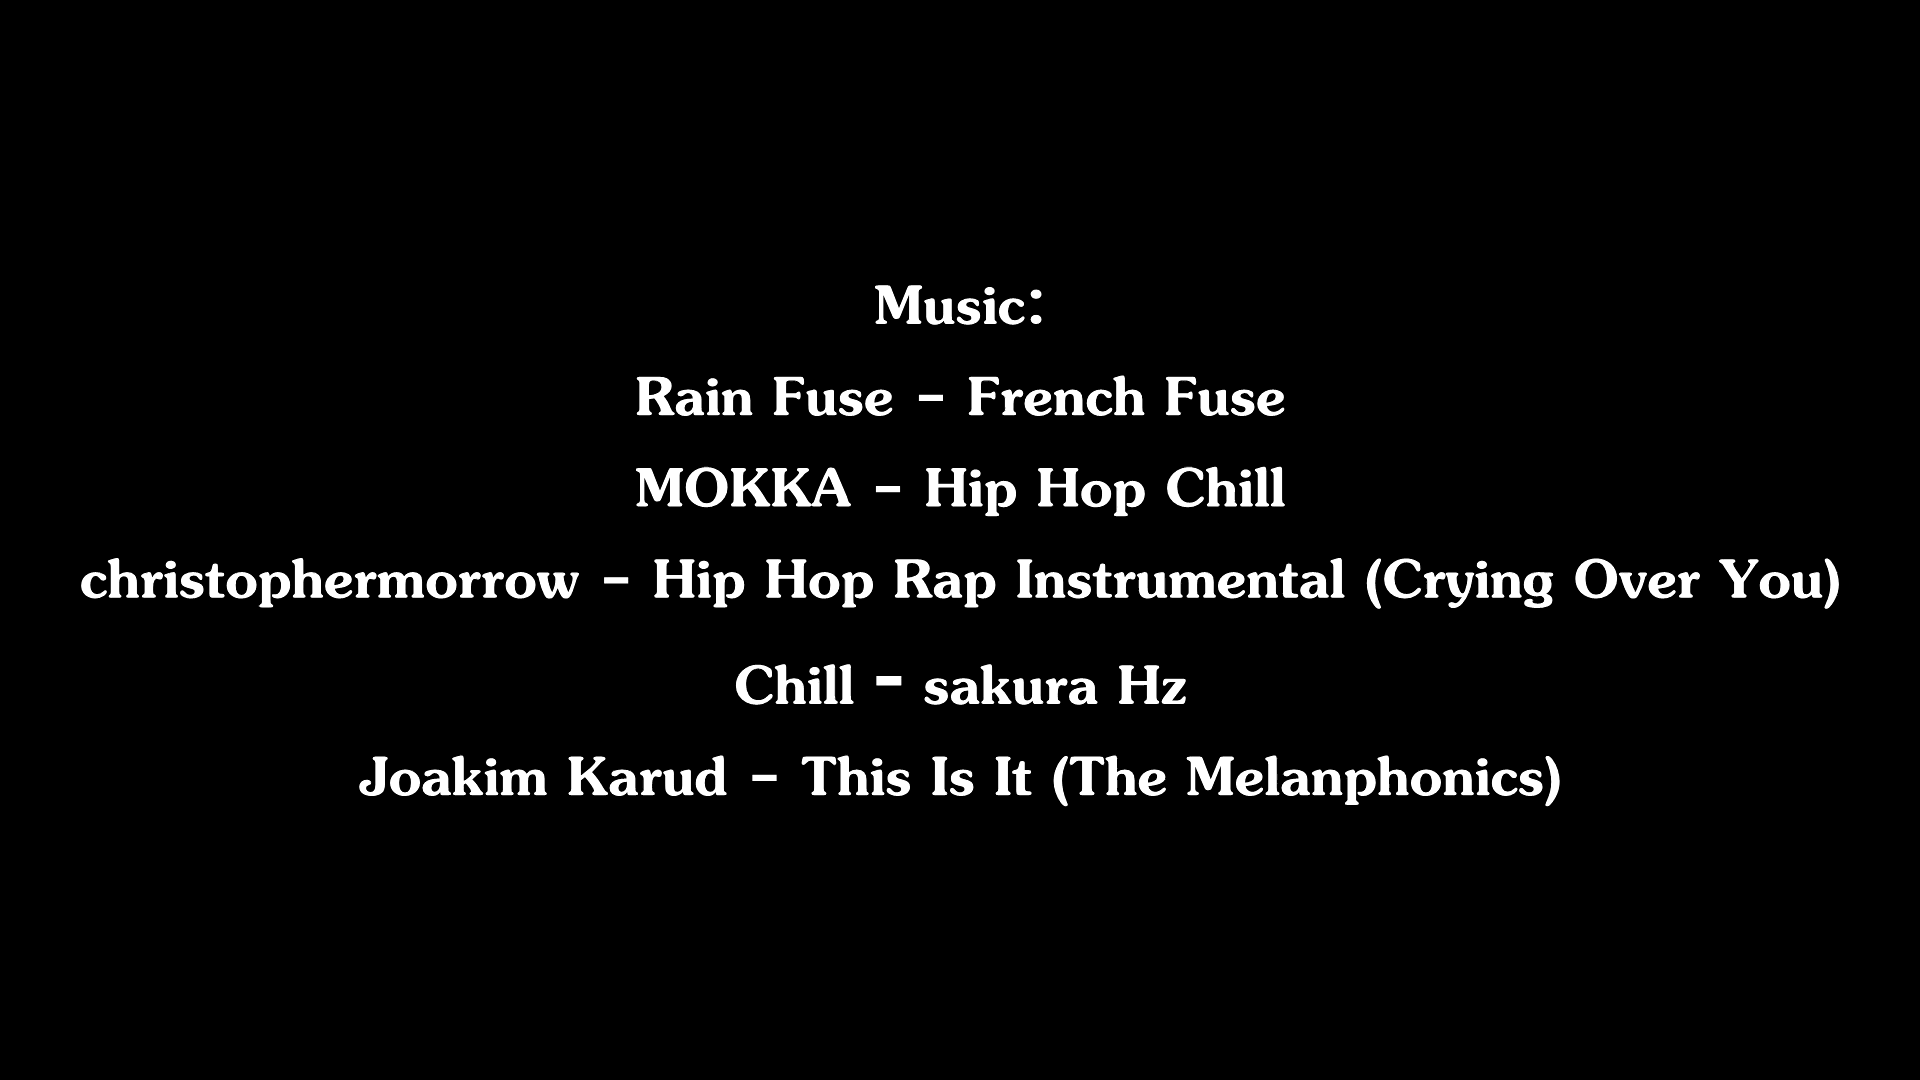 Music:
Rain Fuse – French Fuse
MOKKA – Hip Hop Chill
christophermorrow – Hip Hop Rap Instrumental (Crying Over You)
Chill - sakura Hz
Joakim Karud – This Is It (The Melanphonics)